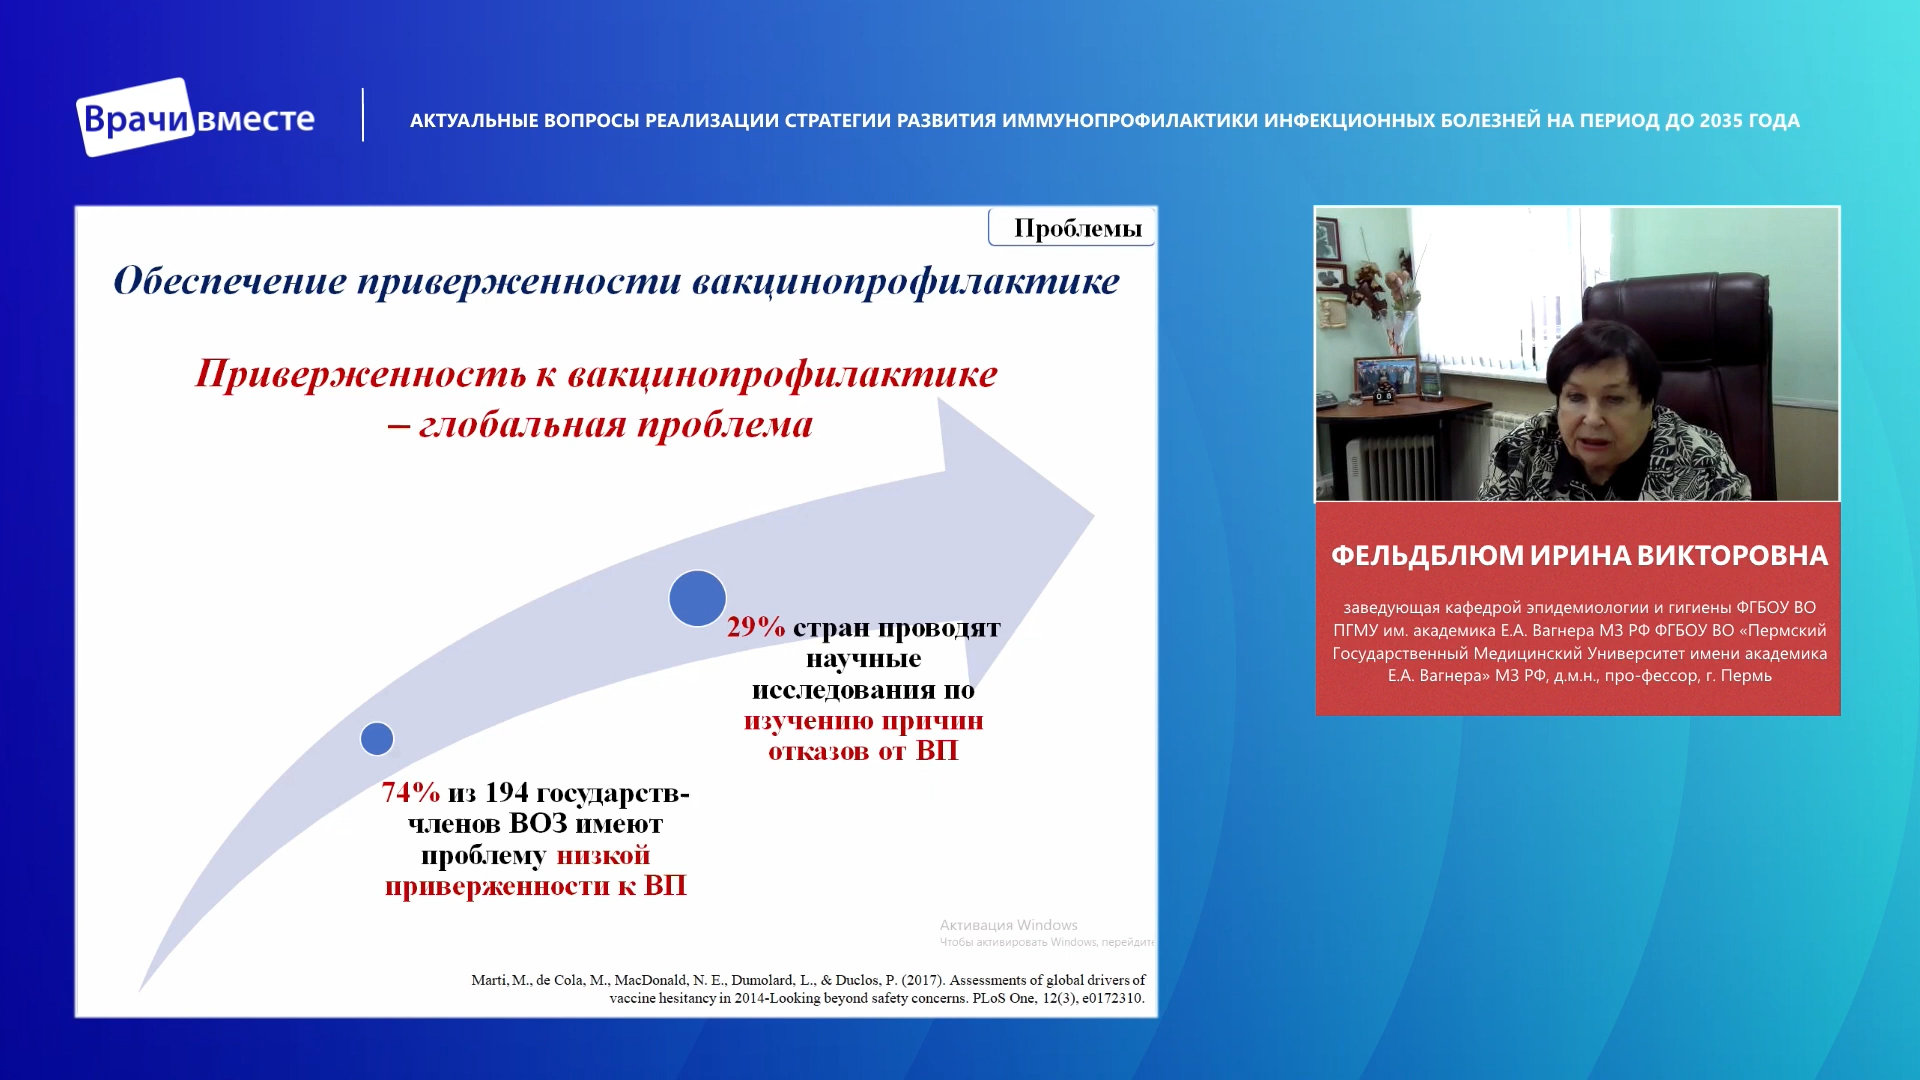 Врачи вместе
АКТУАЛЬНЫЕ ВОПРОСЫ РЕАЛИЗАЦИИ СТРАТЕГИИ РАЗВИТИЯ ИММУНОПРОФИЛАКТИКИ ИНФЕКЦИОННЫХ БОЛЕЗНЕЙ НА ПЕРИОД ДО 2035 ГОДА
Проблемы
Обеспечение приверженности вакцинопрофилактике
Приверженность к вакцинопрофилактике
– глобальная проблема
29% стран проводят
научные
исследования по
изучению причин
отказов от ВП
74% из 194 государств-
членов ВОЗ имеют
проблему низкой
приверженности к ВП
Активация Windows
Чтобы активировать Windows, перейдите
Marti, M., de Cola, M., MacDonald, N. E., Dumolard, L., & Duclos, P. (2017). Assessments of global drivers of
vaccine hesitancy in 2014-Looking beyond safety concerns. PLoS One, 12(3), e0172310.
ФЕЛЬДБЛЮМ ИРИНА ВИКТОРОВНА
заведующая кафедрой эпидемиологии и гигиены ФГБОУ ВО
ПГМУ им. академика Е.А. Вагнера МЗ РФ ФГБОУ ВО «Пермский
Государственный Медицинский Университет имени академика
Е.А. Вагнера» МЗ РФ, д.м.н., про-фессор, г. Пермь